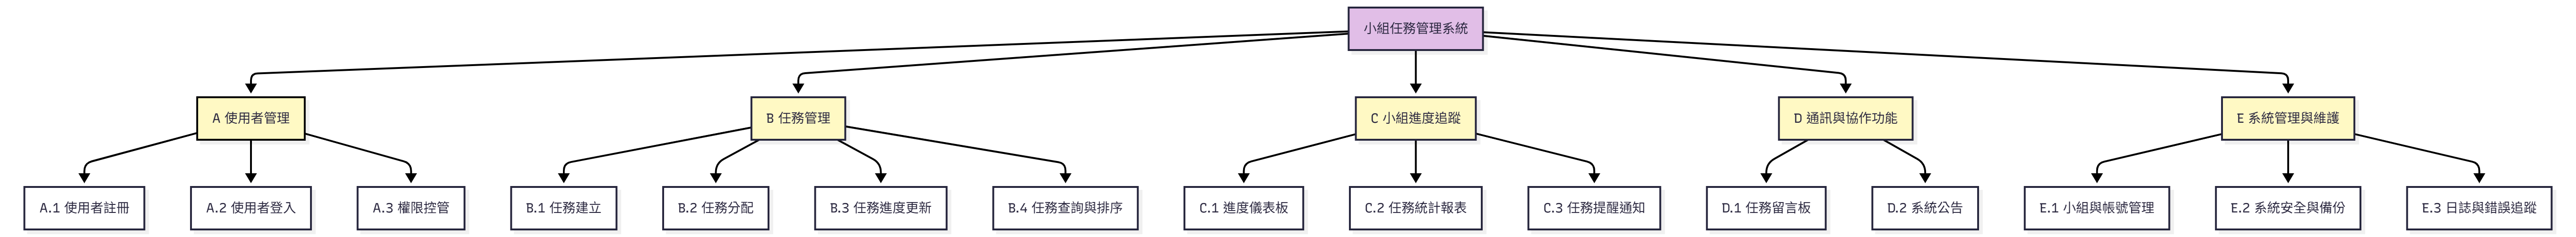 小組任務管理系統
A 使用者管理
B 任務管理
C 小組進度追蹤
D 通訊與協作功能
E 系統管理與維護
A.1 使用者註冊
A.2 使用者登入
A.3 權限控管
B.1 任務建立
B.2 任務分配
B.3 任務進度更新
B.4 任務查詢與排序
C.1 進度儀表板
C.2 任務統計報表
C.3 任務提醒通知
D.1 任務留言板
D.2 系統公告
E.1 小組與帳號管理
E.2 系統安全與備份
E.3 日誌與錯誤追蹤